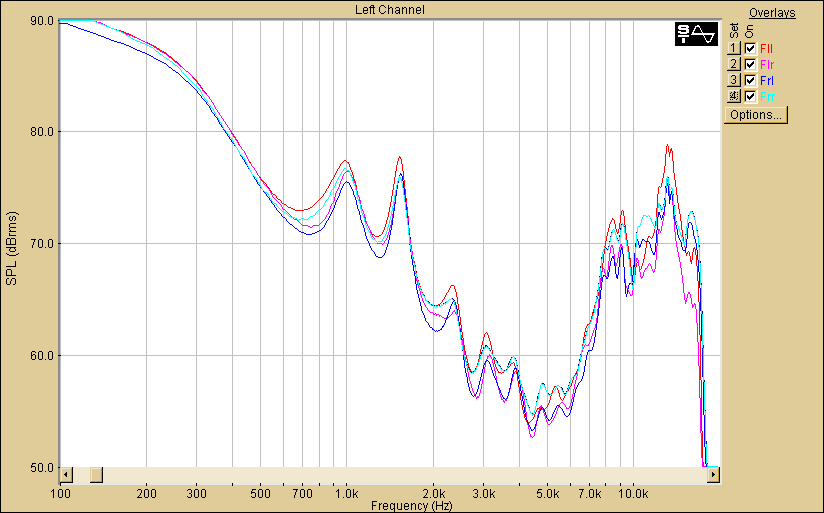 Left Channel
Overlays
Set On
1 Fll
2 Flr
3 Frl
4 Frr
Options...
90.0
80.0
70.0
60.0
50.0
SPL (dBrms)
100 200 300 500 700 1.0k 2.0k 3.0k 5.0k 7.0k 10.0k
Frequency (Hz)